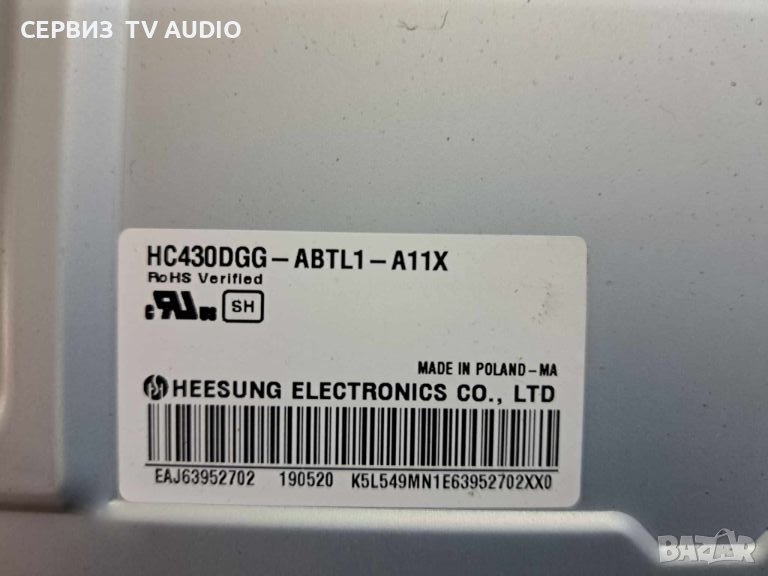 СЕРВИЗ TV AUDIO
HC430DGG-ABTL1-A11X
RoHS Verified
SH
MADE IN POLAND-MA
HEESUNG ELECTRONICS CO., LTD
EAJ63952702 190520 K5L549MN1E63952702XX0
BAZAR